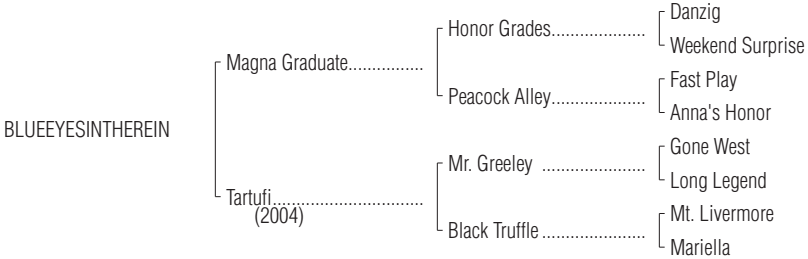 Danzig
Honor Grades....................
Weekend Surprise
Magna Graduate................
Fast Play
Peacock Alley....................
Anna's Honor
BLUEEYESINTHEREIN
Gone West
Mr. Greeley ......................
Long Legend
Tartufi................................
(2004)
Mt. Livermore
Black Truffle ......................
Mariella